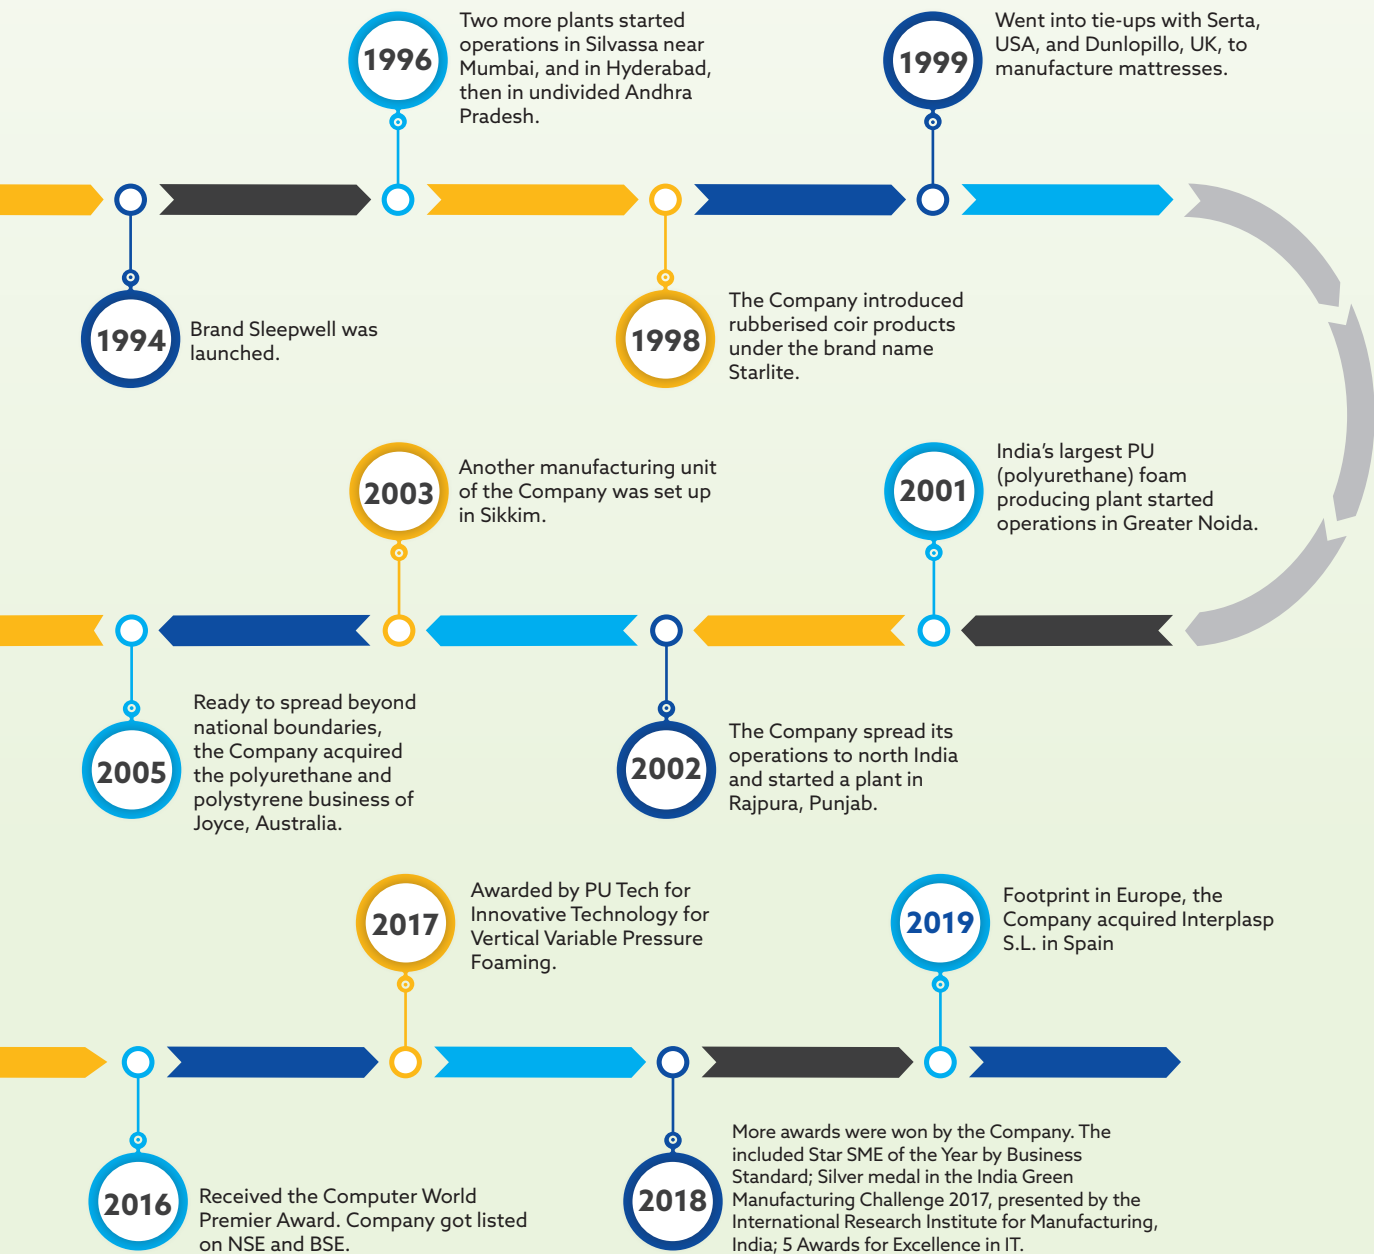 1996
Two more plants started
operations in Silvassa near
Mumbai, and in Hyderabad,
then in undivided Andhra
Pradesh.
1999
Went into tie-ups with Serta,
USA, and Dunlopillo, UK, to
manufacture mattresses.
1994
Brand Sleepwell was
launched.
1998
The Company introduced
rubberised coir products
under the brand name
Starlite.
2003
Another manufacturing unit
of the Company was set up
in Sikkim.
2001
India's largest PU
(polyurethane) foam
producing plant started
operations in Greater Noida.
2005
Ready to spread beyond
national boundaries,
the Company acquired
the polyurethane and
polystyrene business of
Joyce, Australia.
2002
The Company spread its
operations to north India
and started a plant in
Rajpura, Punjab.
2017
Awarded by PU Tech for
Innovative Technology for
Vertical Variable Pressure
Foaming.
2019
Footprint in Europe, the
Company acquired Interplasp
S.L. in Spain
2016
Received the Computer World
Premier Award. Company got listed
on NSE and BSE.
2018
More awards were won by the Company. The
included Star SME of the Year by Business
Standard; Silver medal in the India Green
Manufacturing Challenge 2017, presented by the
International Research Institute for Manufacturing,
India; 5 Awards for Excellence in IT.